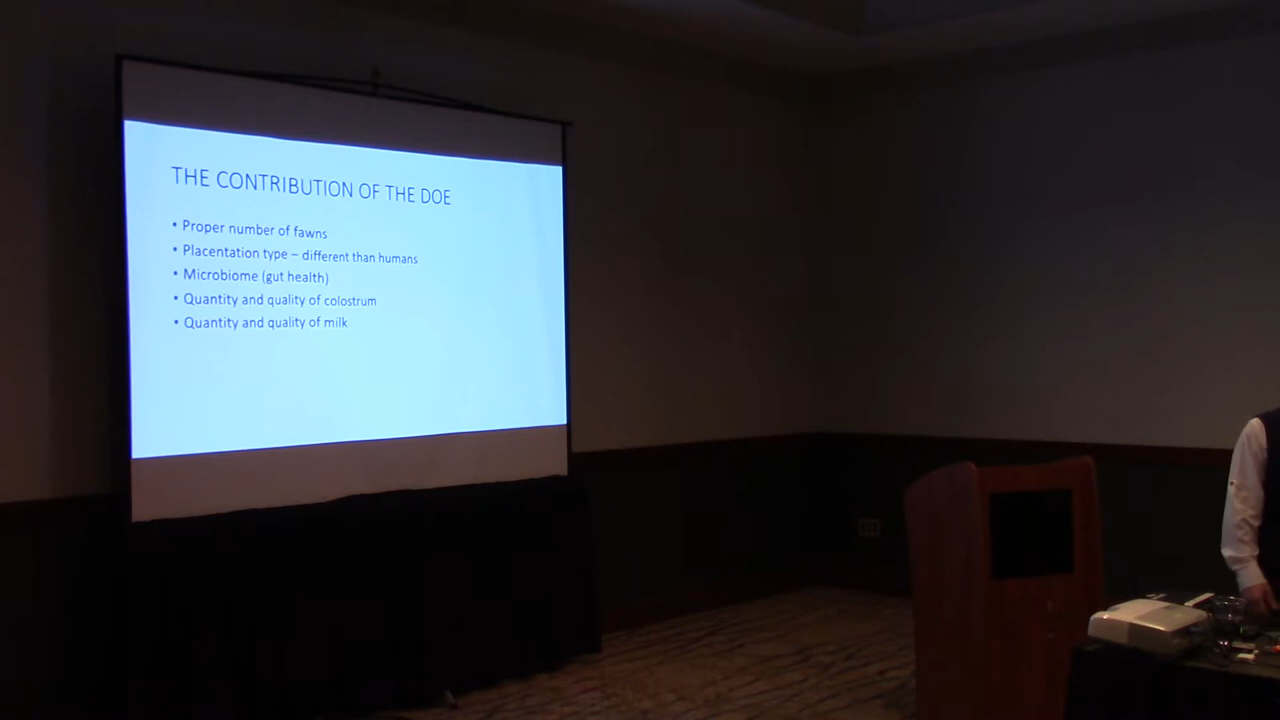 THE CONTRIBUTION OF THE DOE
• Proper number of fawns
• Placentation type – different than humans
• Microbiome (gut health)
• Quantity and quality of colostrum
• Quantity and quality of milk